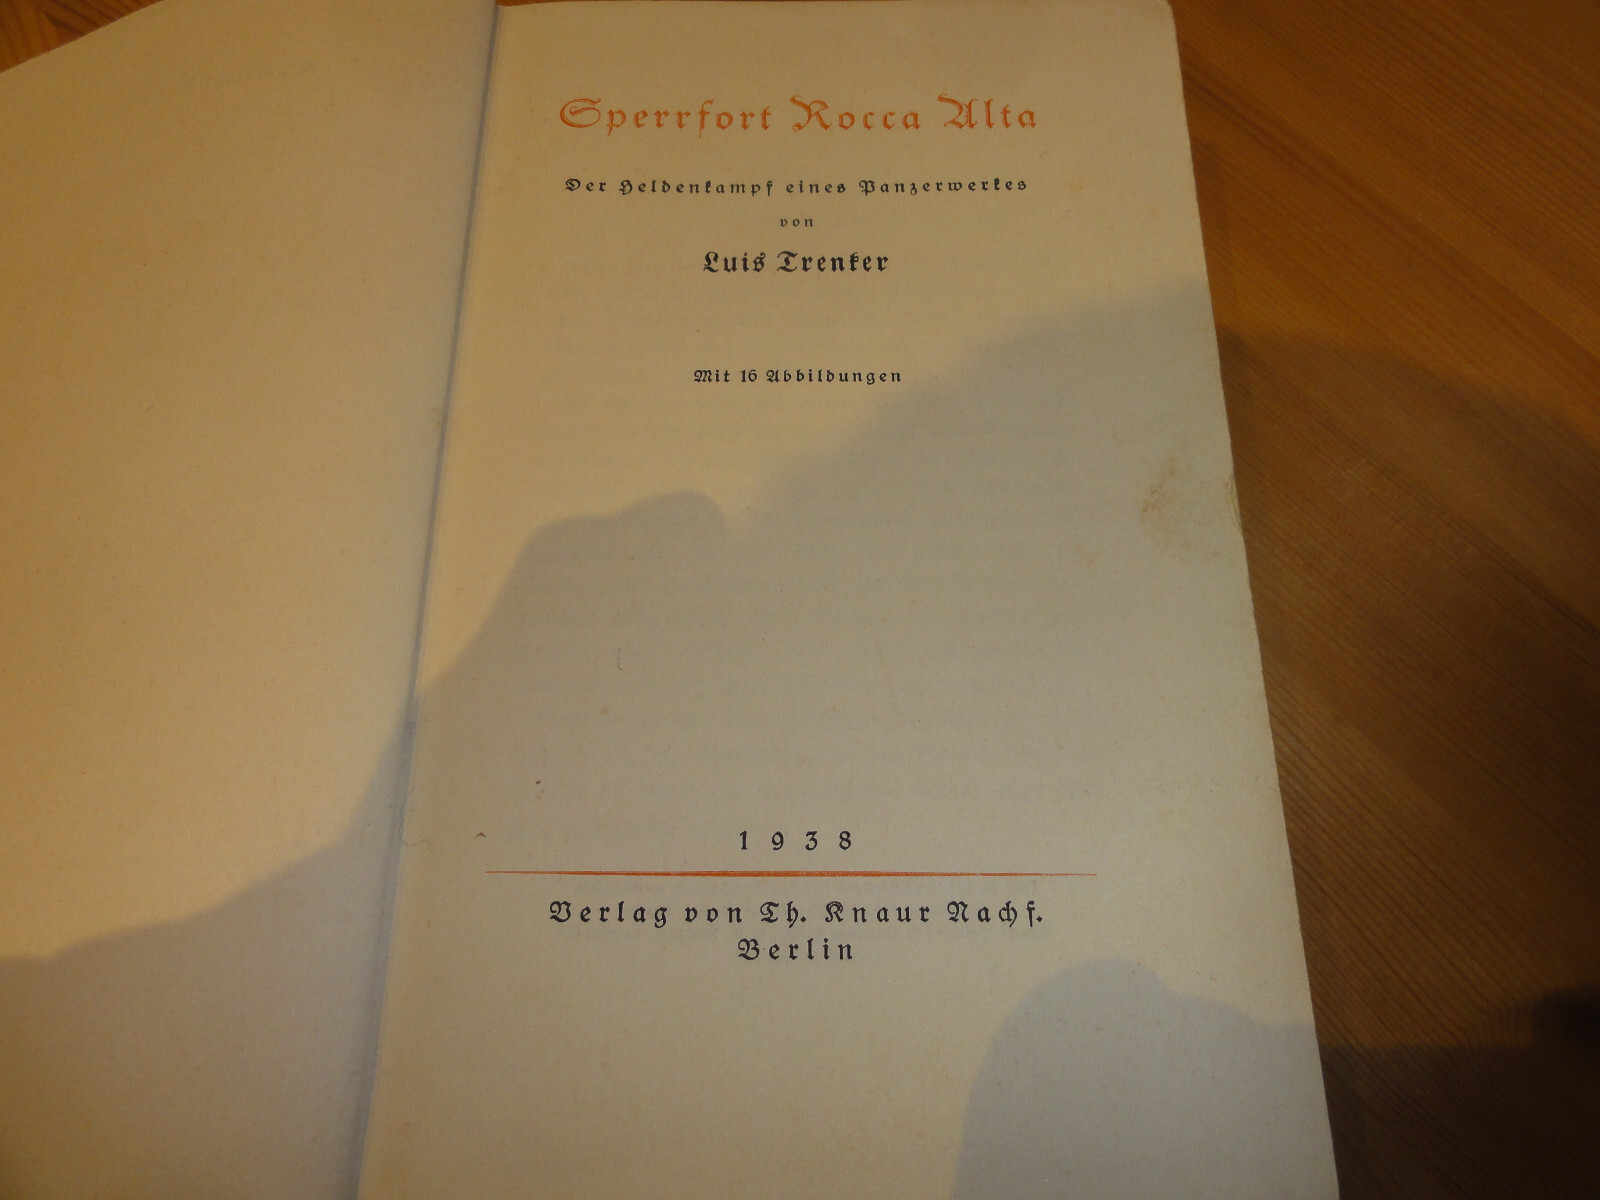 Sperrfort Rocca Alta
Der Heldenkampf eines Panzerwerkes
von
Luis Trenker
Mit 16 Abbildungen
1938
Verlag von Th. Knaur Nachf.
Berlin